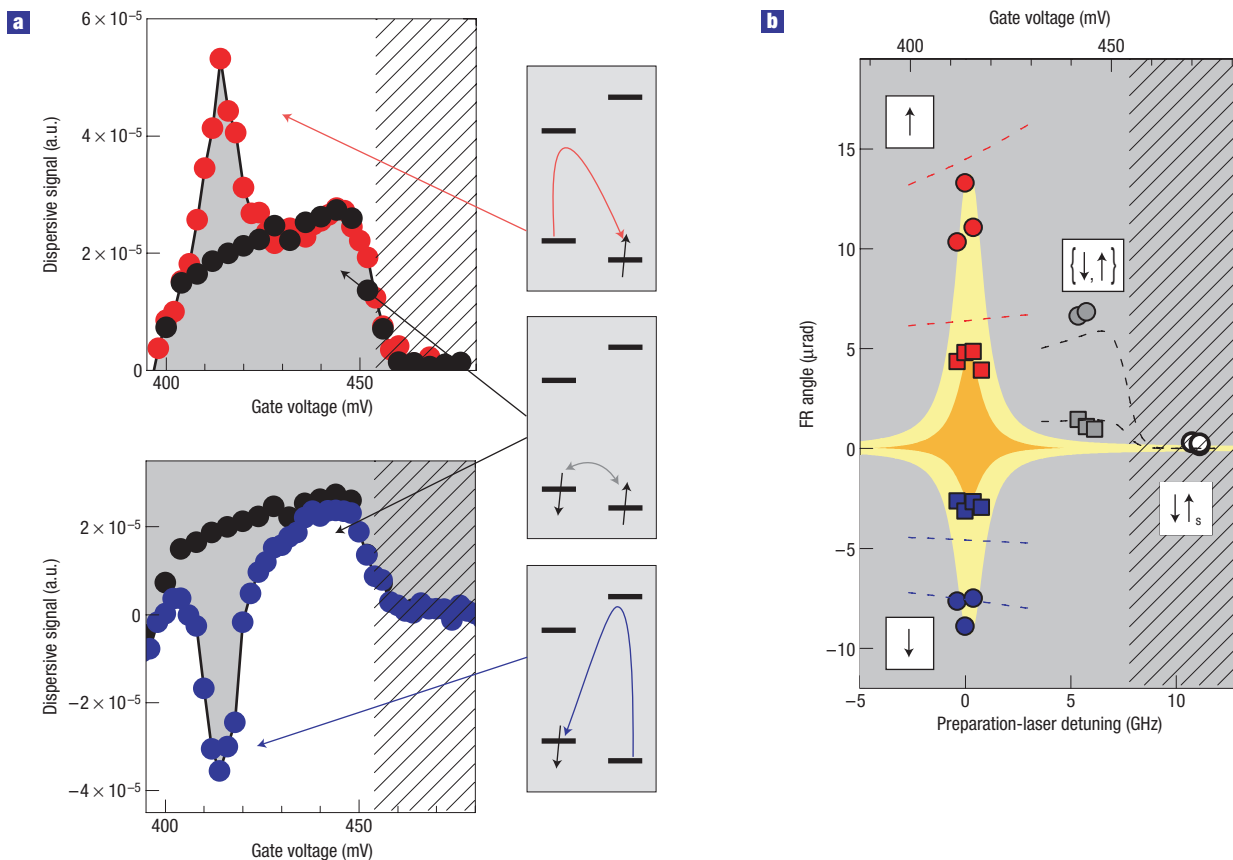 a
6 × 10⁻⁵
4 × 10⁻⁵
2 × 10⁻⁵
0
Dispersive signal (a.u.)
400
450
Gate voltage (mV)
2 × 10⁻⁵
0
−2 × 10⁻⁵
−4 × 10⁻⁵
Dispersive signal (a.u.)
400
450
Gate voltage (mV)
b
Gate voltage (mV)
400
450
↑
{↓,↑}
↓↑s
↓
15
10
5
0
−5
−10
FR angle (μrad)
−5
0
5
10
Preparation-laser detuning (GHz)